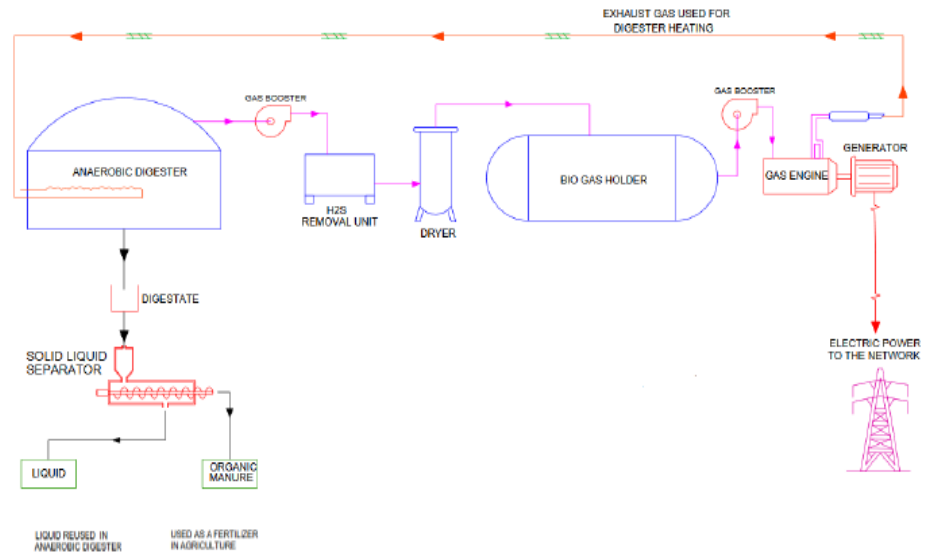 EXHAUST GAS USED FOR
DIGESTER HEATING
GAS BOOSTER
GAS BOOSTER
GENERATOR
ANAEROBIC DIGESTER
BIO GAS HOLDER
GAS ENGINE
H2S
REMOVAL UNIT
DRYER
DIGESTATE
ELECTRIC POWER
TO THE NETWORK
SOLID LIQUID
SEPARATOR
LIQUID
ORGANIC
MANURE
LIQUID REUSED IN
ANAEROBIC DIGESTER
USED AS A FERTILIZER
IN AGRICULTURE